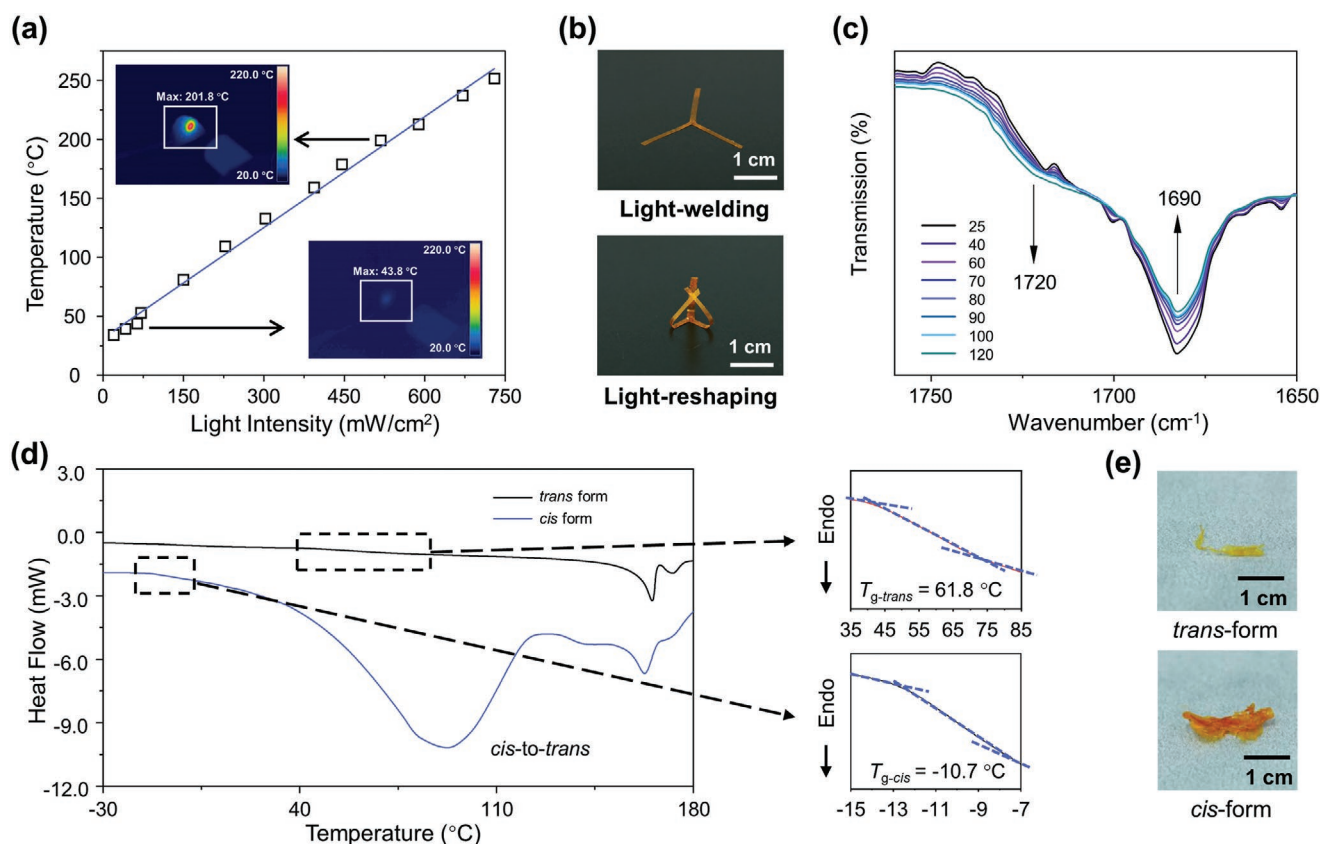 (a)
250
200
150
100
50
0
Temperature (°C)
220.0 °C
Max: 201.8 °C
20.0 °C
220.0 °C
Max: 43.8 °C
20.0 °C
0 150 300 450 600 750
Light Intensity (mW/cm²)
(b)
1 cm
Light-welding
1 cm
Light-reshaping
(c)
Transmission (%)
1690
1720
25
40
60
70
80
90
100
120
1750 1700 1650
Wavenumber (cm⁻¹)
(d)
3.0
0.0
-3.0
-6.0
-9.0
-12.0
Heat Flow (mW)
trans form
cis form
cis-to-trans
-30 40 110 180
Temperature (°C)
Endo
Tg-trans = 61.8 °C
35 45 55 65 75 85
Endo
Tg-cis = -10.7 °C
-15 -13 -11 -9 -7
(e)
1 cm
trans-form
1 cm
cis-form